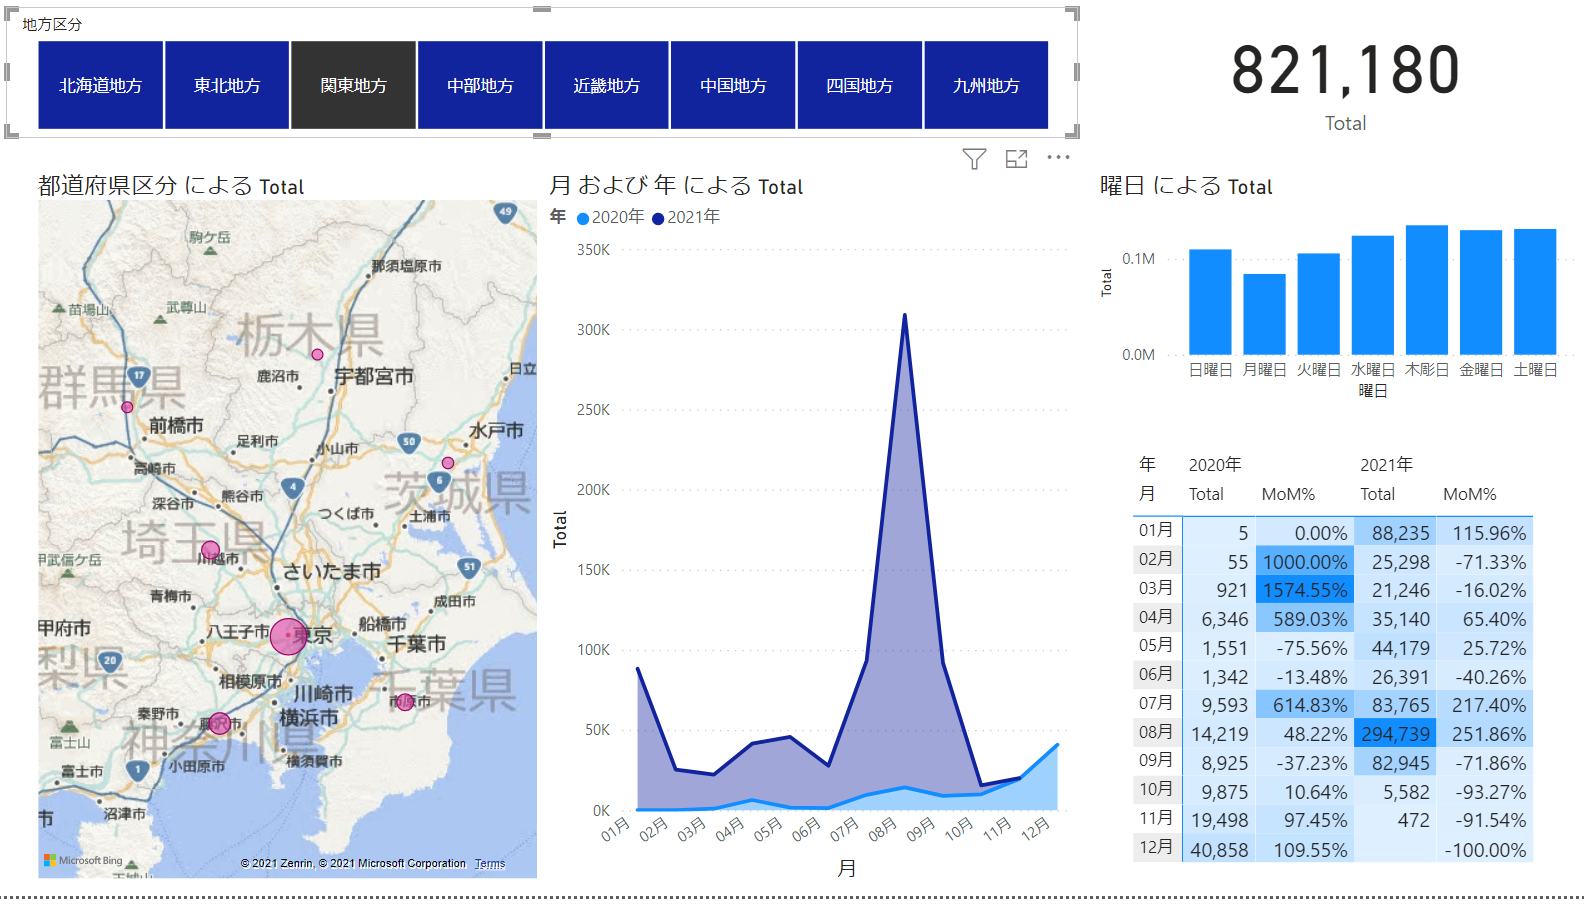 地方区分
北海道地方 東北地方 関東地方 中部地方 近畿地方 中国地方 四国地方 九州地方
821,180
Total
都道府県区分 による Total
49
駒ケ岳
那須塩原市
苗場山
武尊山
栃木県
17
群馬県
鹿沼市
宇都宮市
日立
前橋市
足利市
小山市
50
水戸市
高崎市
深谷市
熊谷市
4
6
茨城県
つくば市
土浦市
埼玉県
甲武信ケ岳
川越市
さいたま市
51
青梅市
成田市
甲府市
八王子市
東京
船橋市
千葉市
梨県
20
相模原市
川崎市
千葉県
市原市
秦野市
藤沢市
横浜市
富士山
神奈川県
富士市
1
小田原市
横須賀市
沼津市
市
Microsoft Bing
© 2021 Zenrin, © 2021 Microsoft Corporation Terms
月 および 年 による Total
年 2020年 2021年
350K
300K
250K
200K
150K
100K
50K
0K
Total
01月 02月 03月 04月 05月 06月 07月 08月 09月 10月 11月 12月
月
曜日 による Total
0.1M
0.0M
Total
日曜日 月曜日 火曜日 水曜日 木彫日 金曜日 土曜日
曜日
年 2020年 2021年
月 Total MoM% Total MoM%
01月 5 0.00% 88,235 115.96%
02月 55 1000.00% 25,298 -71.33%
03月 921 1574.55% 21,246 -16.02%
04月 6,346 589.03% 35,140 65.40%
05月 1,551 -75.56% 44,179 25.72%
06月 1,342 -13.48% 26,391 -40.26%
07月 9,593 614.83% 83,765 217.40%
08月 14,219 48.22% 294,739 251.86%
09月 8,925 -37.23% 82,945 -71.86%
10月 9,875 10.64% 5,582 -93.27%
11月 19,498 97.45% 472 -91.54%
12月 40,858 109.55% -100.00%